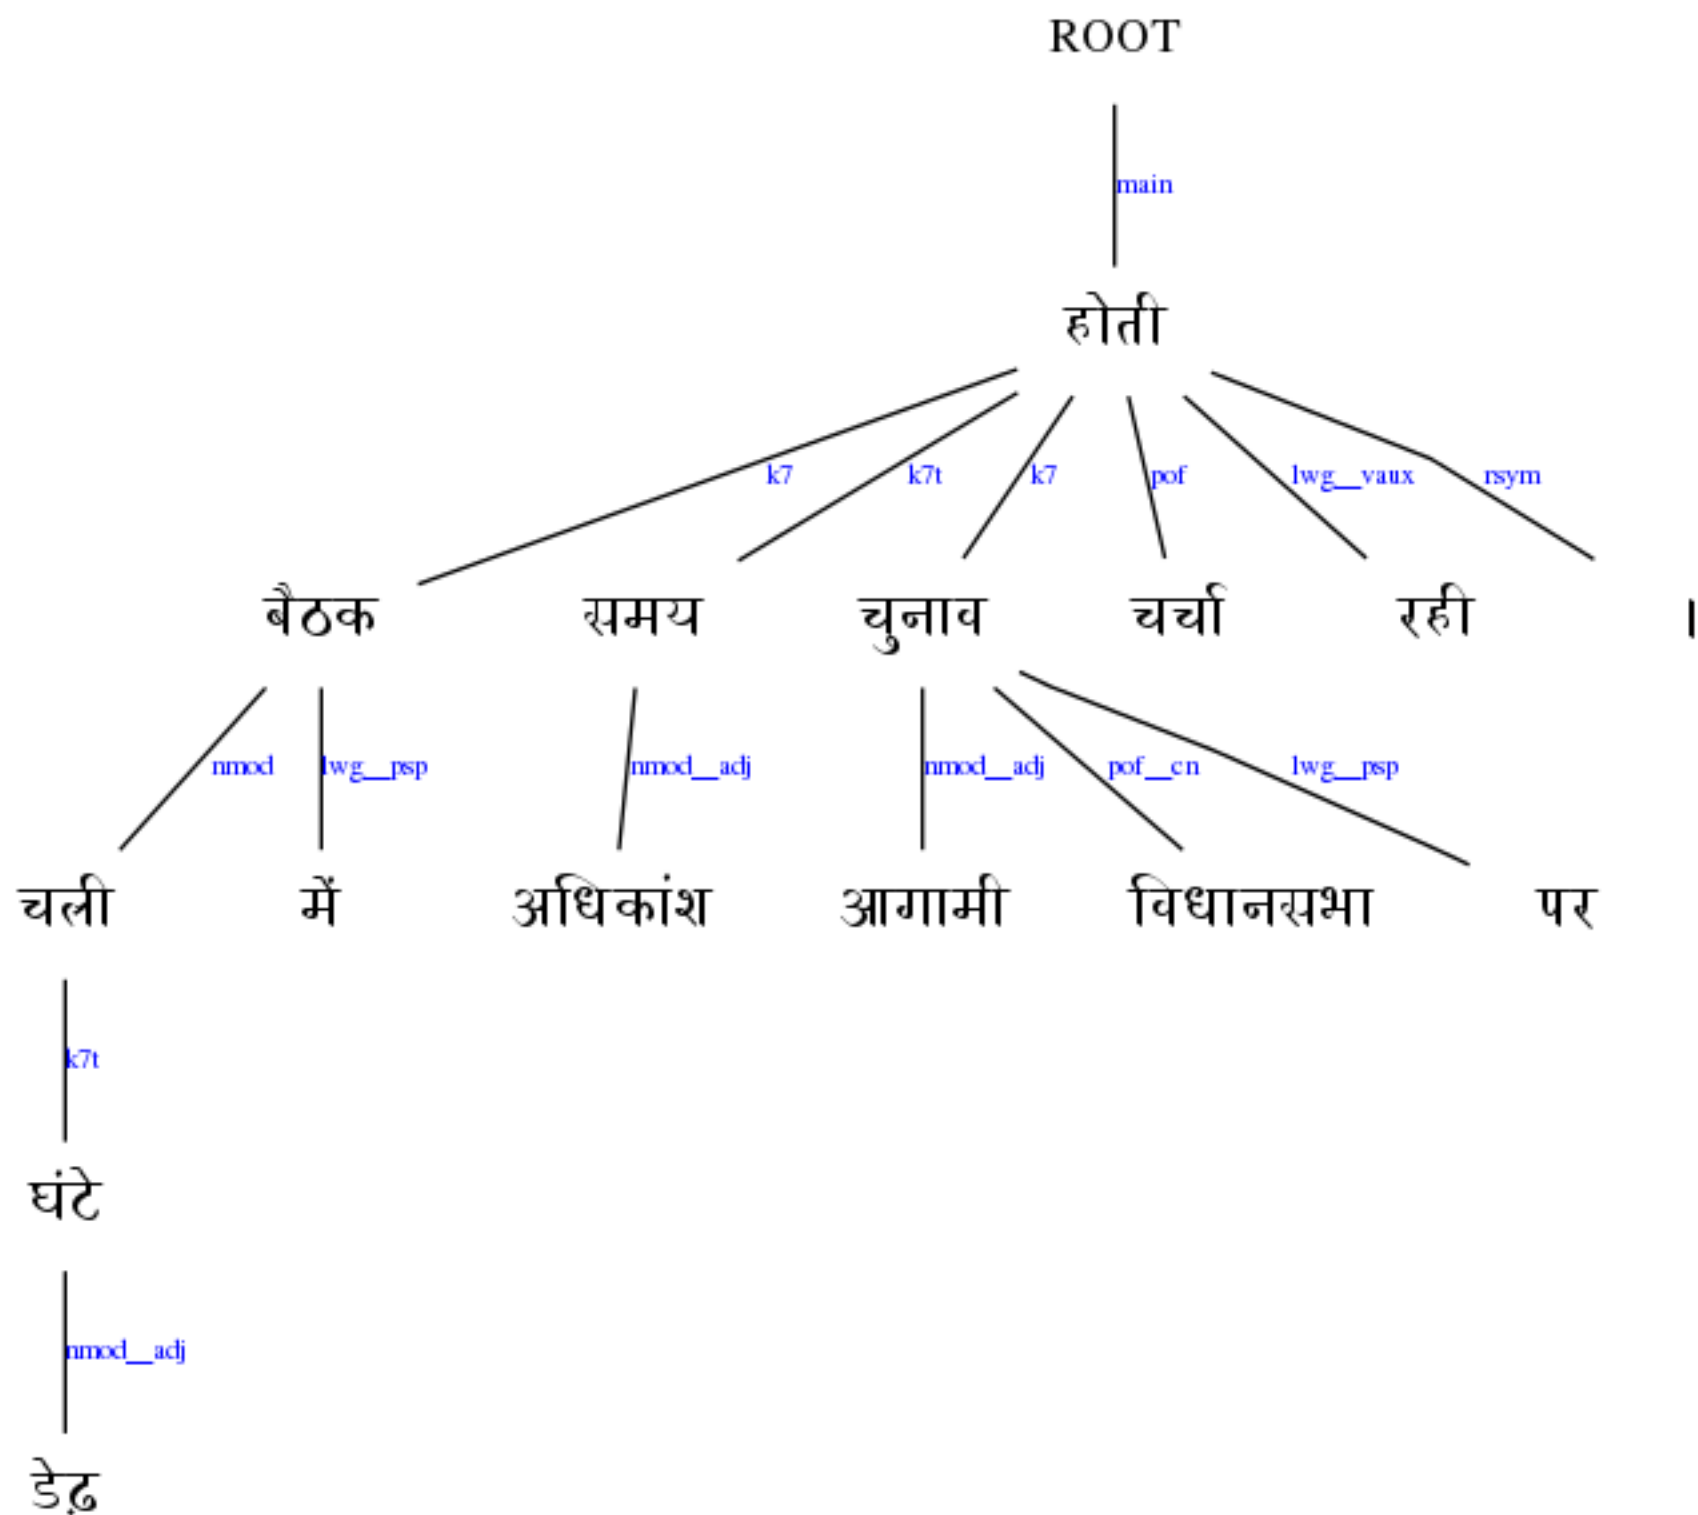 ROOT
main
होती
k7 k7t k7 pof lwg__vaux rsym
बैठक समय चुनाव चर्चा रही ।
nmod lwg__psp nmod__adj nmod__adj pof__cn lwg__psp
चली में अधिकांश आगामी विधानसभा पर
k7t
घंटे
nmod__adj
डेढ़